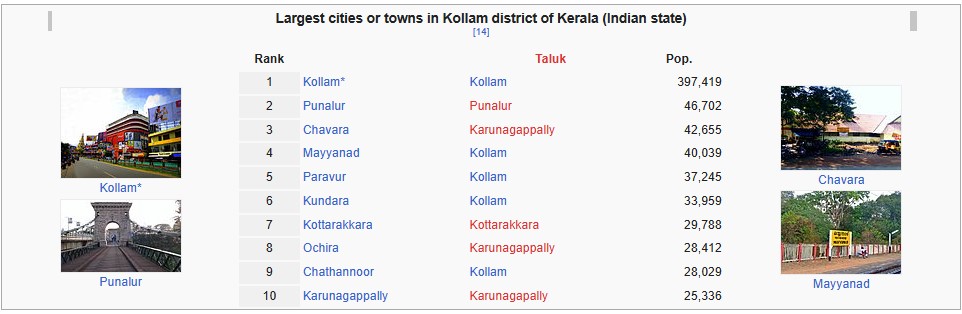 Largest cities or towns in Kollam district of Kerala (Indian state)
[14]
Rank Taluk Pop.
1 Kollam* Kollam 397,419
2 Punalur Punalur 46,702
3 Chavara Karunagappally 42,655
4 Mayyanad Kollam 40,039
5 Paravur Kollam 37,245
6 Kundara Kollam 33,959
7 Kottarakkara Kottarakkara 29,788
8 Ochira Karunagappally 28,412
9 Chathannoor Kollam 28,029
10 Karunagappally Karunagappally 25,336
Kollam*
Punalur
Chavara
Mayyanad